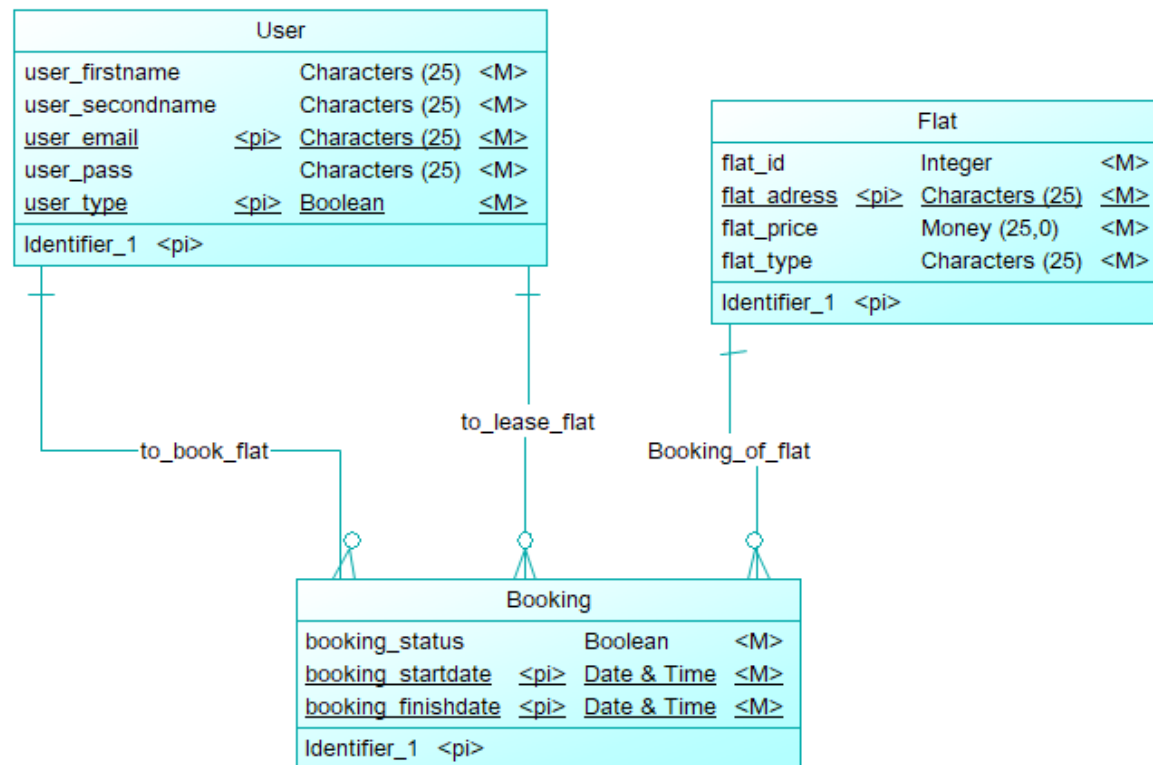 User
user_firstname Characters (25) <M>
user_secondname Characters (25) <M>
user_email <pi> Characters (25) <M>
user_pass Characters (25) <M>
user_type <pi> Boolean <M>
Identifier_1 <pi>
Flat
flat_id Integer <M>
flat_adress <pi> Characters (25) <M>
flat_price Money (25,0) <M>
flat_type Characters (25) <M>
Identifier_1 <pi>
to_book_flat
to_lease_flat
Booking_of_flat
Booking
booking_status Boolean <M>
booking_startdate <pi> Date & Time <M>
booking_finishdate <pi> Date & Time <M>
Identifier_1 <pi>